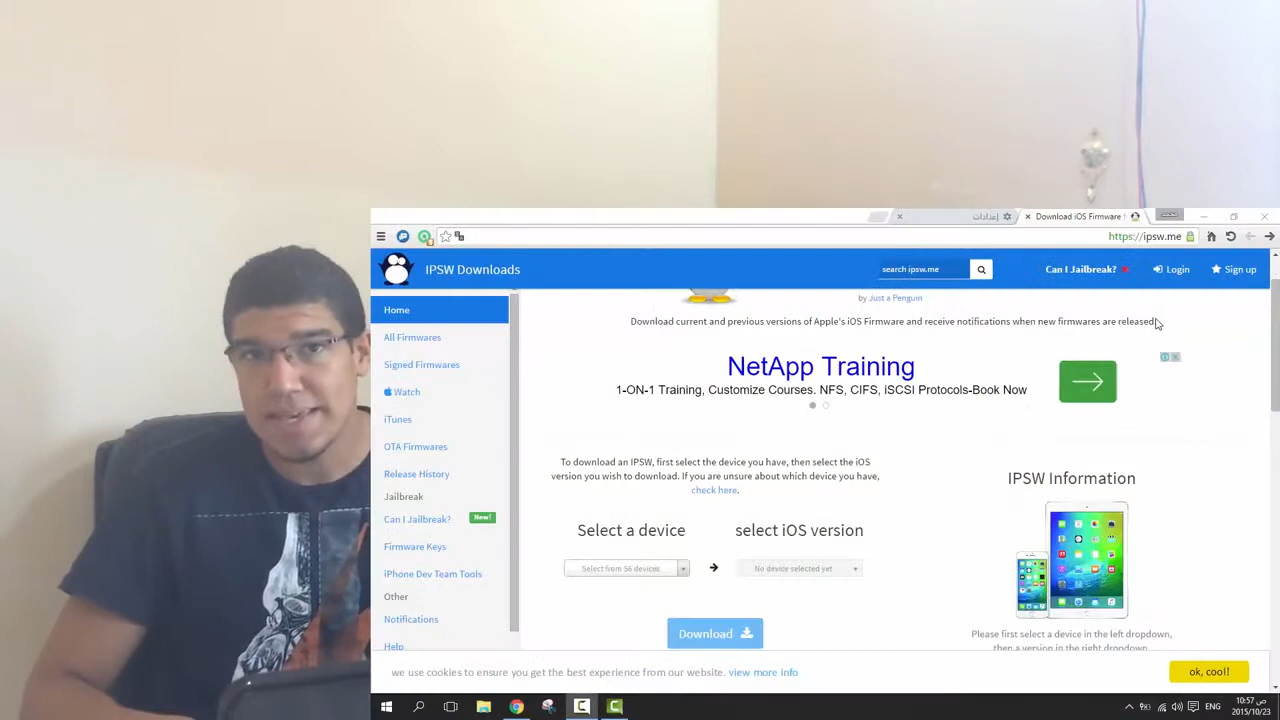 إعدادات
Download iOS Firmware
https://ipsw.me
IPSW Downloads
search ipsw.me
Can I Jailbreak?
Login
Sign up
Home
All Firmwares
Signed Firmwares
Watch
iTunes
OTA Firmwares
Release History
Jailbreak
Can I Jailbreak? New!
Firmware Keys
iPhone Dev Team Tools
Other
Notifications
Help
by Just a Penguin
Download current and previous versions of Apple's iOS Firmware and receive notifications when new firmwares are released.
NetApp Training
1-ON-1 Training, Customize Courses. NFS, CIFS, iSCSI Protocols-Book Now
To download an IPSW, first select the device you have, then select the iOS
version you wish to download. If you are unsure about which device you have,
check here.
Select a device
select iOS version
Select from 56 devices
No device selected yet
Download
IPSW Information
Please first select a device in the left dropdown,
then a version in the right dropdown
we use cookies to ensure you get the best experience from our website. view more info
ok, cool!
ENG
10:57 ص
2015/10/23